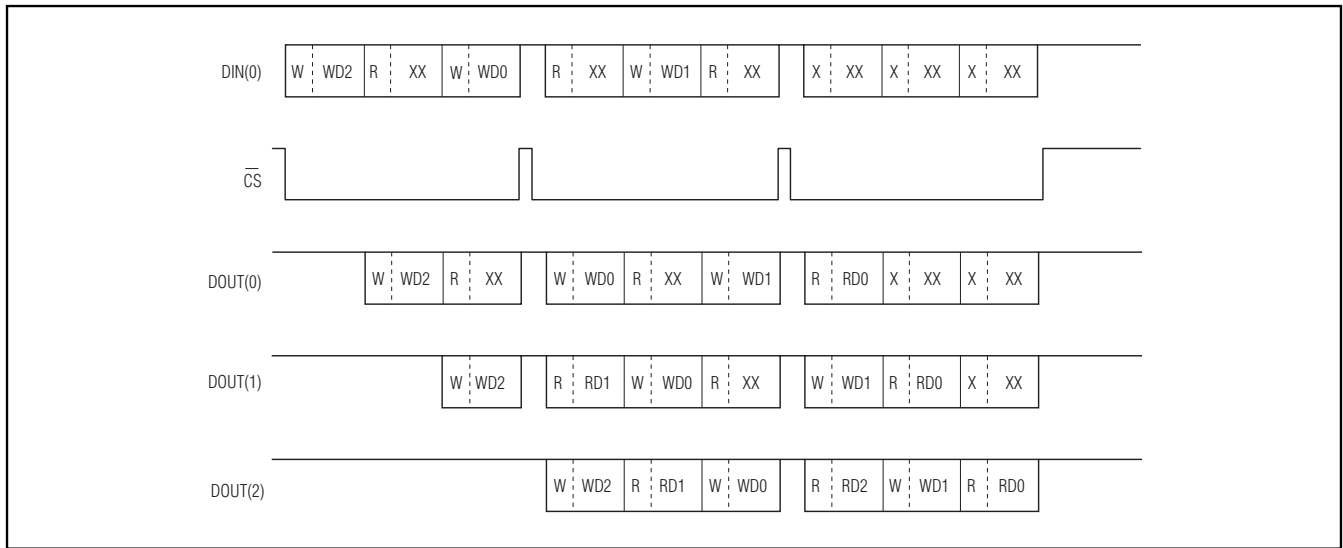 DIN(0) W WD2 R XX W WD0 R XX W WD1 R XX X XX X XX X XX
CS
DOUT(0) W WD2 R XX W WD0 R XX W WD1 R RD0 X XX X XX
DOUT(1) W WD2 R RD1 W WD0 R XX W WD1 R RD0 X XX
DOUT(2) W WD2 R RD1 W WD0 R RD2 W WD1 R RD0